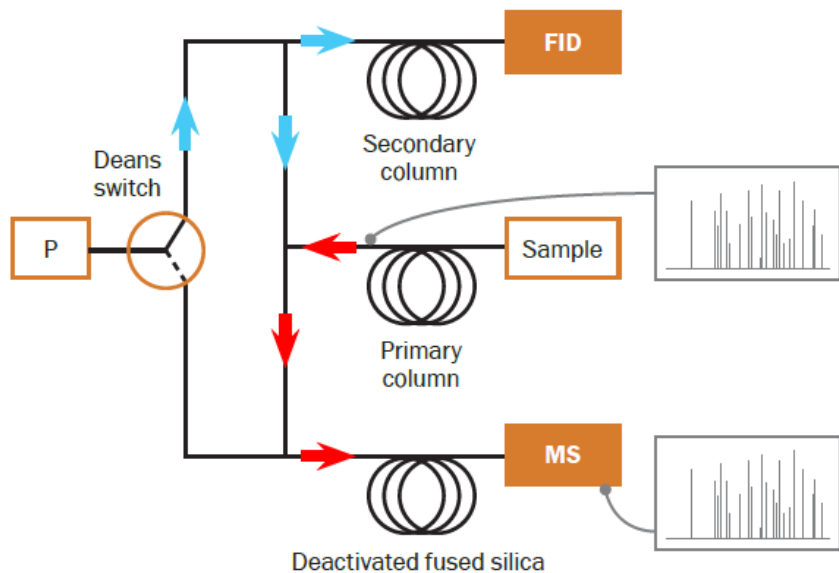 FID
Secondary
column
Deans
switch
P
Sample
Primary
column
MS
Deactivated fused silica